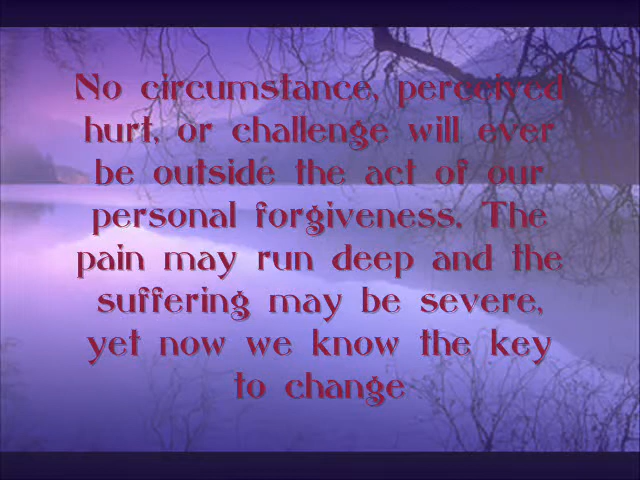 No circumstance, perceived
hurt, or challenge will ever
be outside the act of our
personal forgiveness. The
pain may run deep and the
suffering may be severe,
yet now we know the key
to change